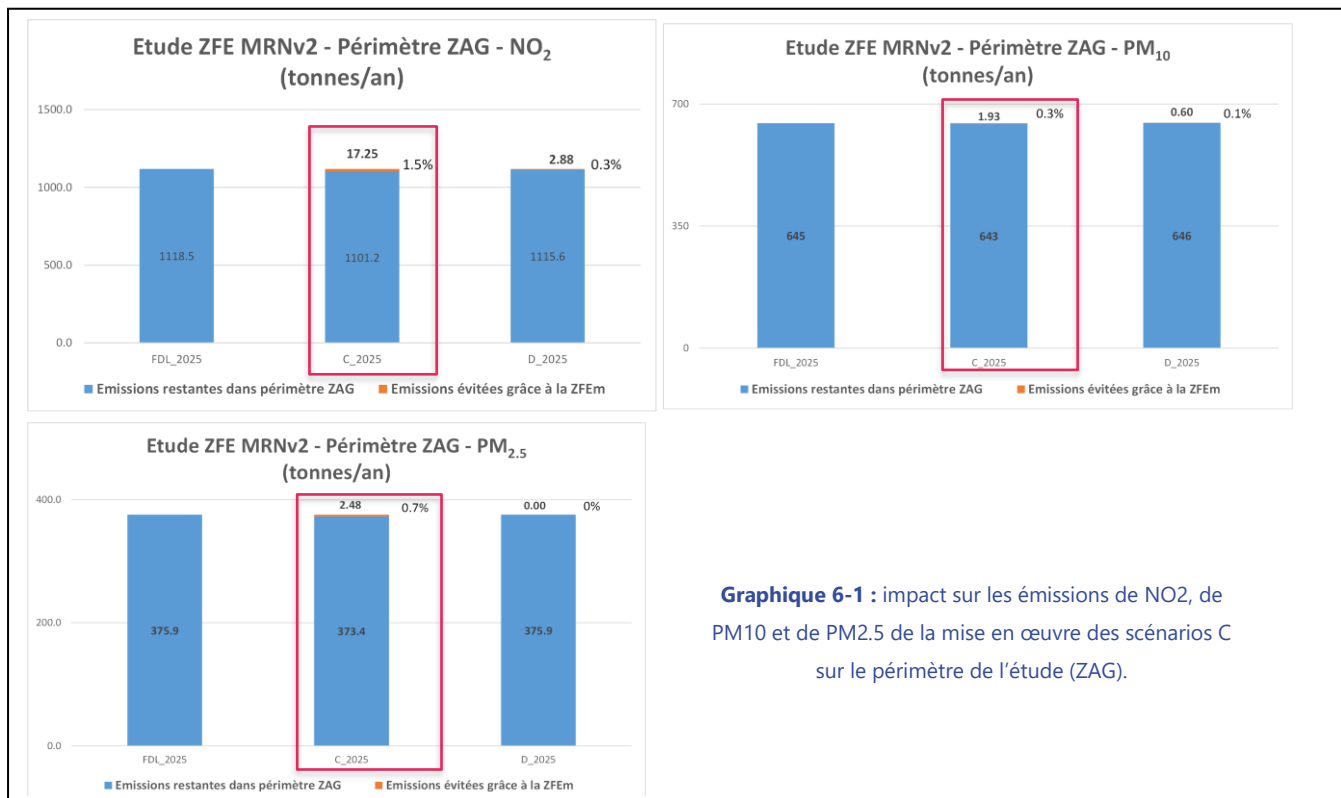 Etude ZFE MRNv2 - Périmètre ZAG - NO2
(tonnes/an)
1500.0
1000.0
500.0
0.0
17.25
1.5%
2.88
0.3%
1118.5
1101.2
1115.6
FDL_2025
C_2025
D_2025
Emissions restantes dans périmètre ZAG
Emissions évitées grâce à la ZFEm
Etude ZFE MRNv2 - Périmètre ZAG - PM10
(tonnes/an)
700
350
0
1.93
0.3%
0.60
0.1%
645
643
646
FDL_2025
C_2025
D_2025
Emissions restantes dans périmètre ZAG
Emissions évitées grâce à la ZFEm
Etude ZFE MRNv2 - Périmètre ZAG - PM2.5
(tonnes/an)
400.0
200.0
0.0
2.48
0.7%
0.00
0%
375.9
373.4
375.9
FDL_2025
C_2025
D_2025
Emissions restantes dans périmètre ZAG
Emissions évitées grâce à la ZFEm
Graphique 6-1 : impact sur les émissions de NO2, de
PM10 et de PM2.5 de la mise en œuvre des scénarios C
sur le périmètre de l'étude (ZAG).